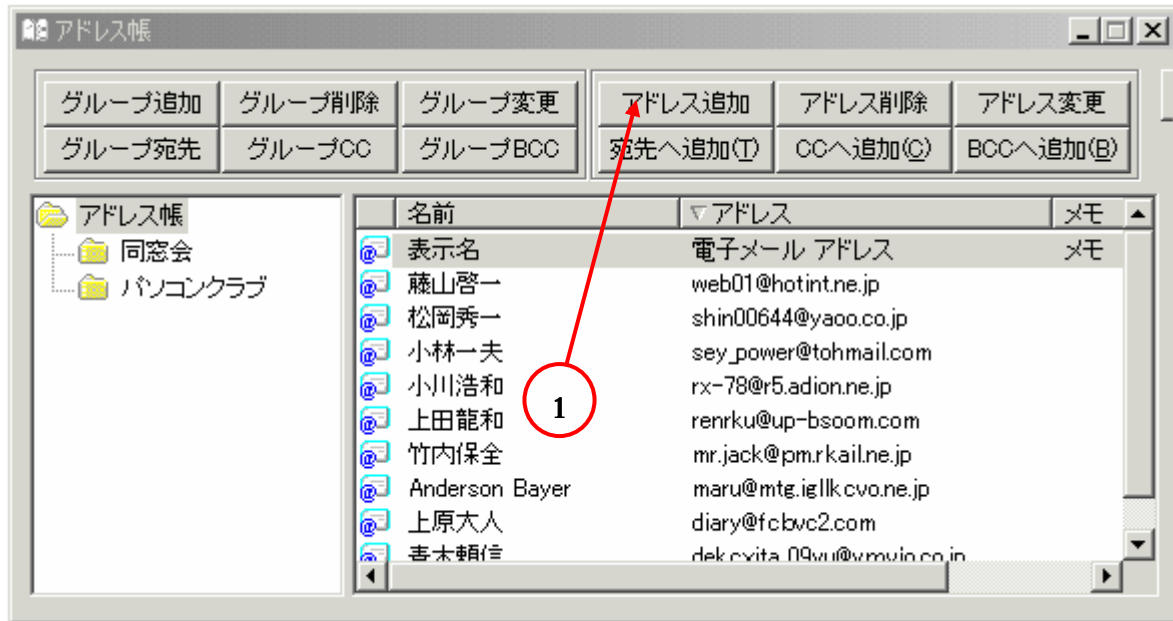 アドレス帳
グループ追加 グループ削除 グループ変更 アドレス追加 アドレス削除 アドレス変更
グループ宛先 グループCC グループBCC 宛先へ追加(T) CCへ追加(C) BCCへ追加(B)
アドレス帳
同窓会
パソコンクラブ
名前 アドレス メモ
表示名 電子メール アドレス メモ
藤山啓一 web01@hotint.ne.jp
松岡秀一 shin00644@yaoo.co.jp
小林一夫 sey_power@tohmail.com
小川浩和 rx-78@r5.adion.ne.jp
上田龍和 renrku@up-bsoom.com
竹内保全 mr.jack@pm.rkail.ne.jp
Anderson Bayer maru@mtg.igllkcvo.ne.jp
上原大人 diary@fcbvc2.com
1